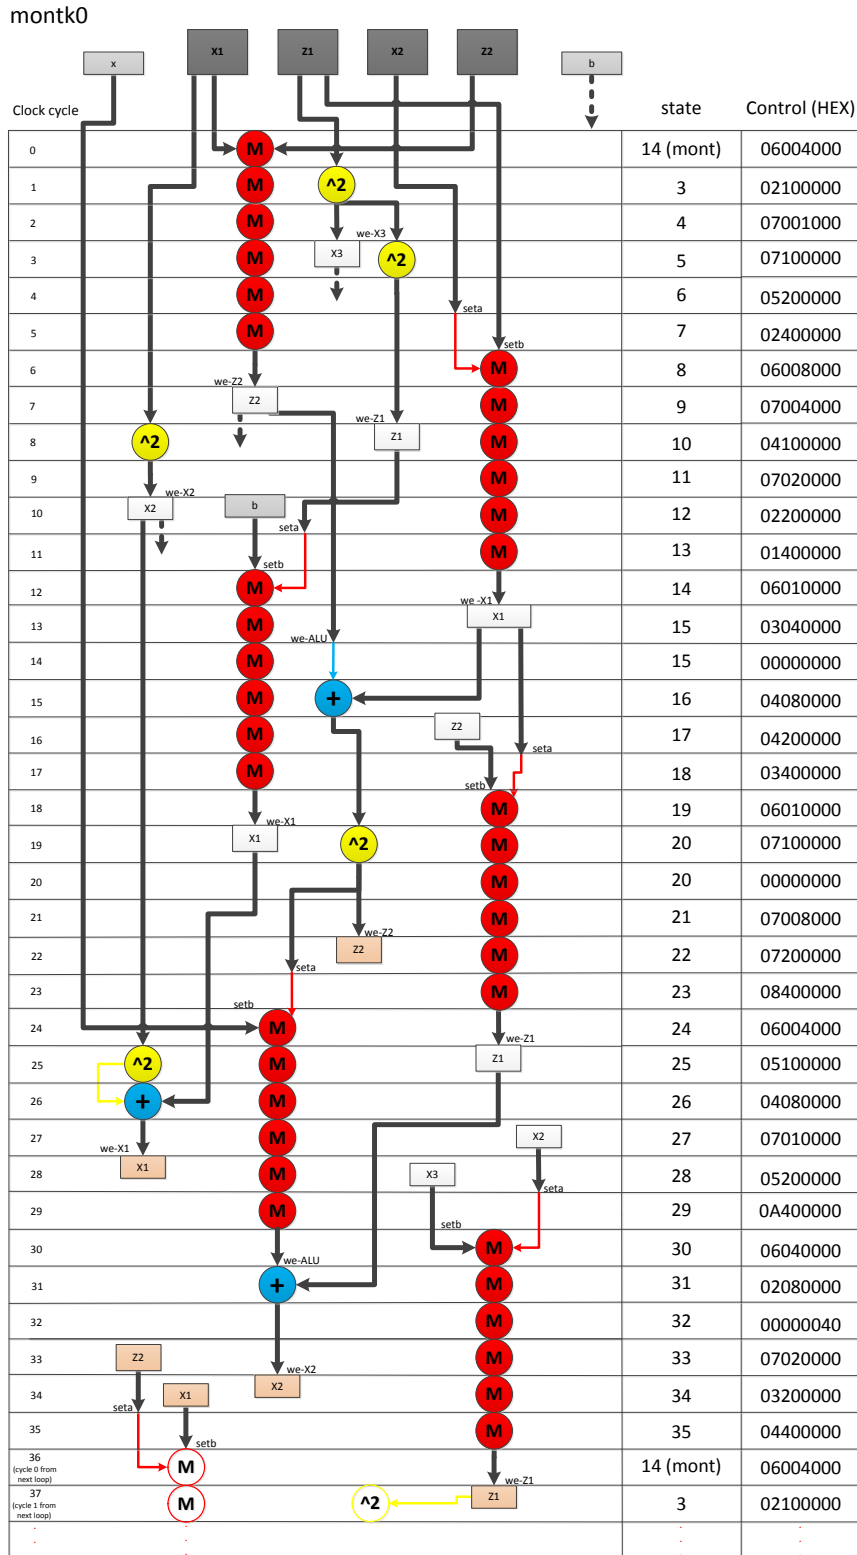 montk0
x X1 Z1 X2 Z2 b
Clock cycle state Control (HEX)
0 M 14 (mont) 06004000
1 M ^2 3 02100000
2 M 4 07001000
we-X3
3 M X3 ^2 5 07100000
4 M 6 05200000
seta
5 M 7 02400000
setb
6 M 8 06008000
we-Z2
7 Z2 M 9 07004000
we-Z1
8 ^2 Z1 M 10 04100000
9 M 11 07020000
we-X2
10 X2 b M 12 02200000
seta
11 M 13 01400000
setb
12 M 14 06010000
we -X1
13 M X1 15 03040000
we-ALU
14 M 15 00000000
15 M + 16 04080000
16 M Z2 17 04200000
seta
17 M 18 03400000
setb
18 M 19 06010000
we-X1
19 X1 ^2 M 20 07100000
20 M 20 00000000
21 M 21 07008000
we-Z2
22 Z2 M 22 07200000
seta
23 M 23 08400000
setb
24 M 24 06004000
we-Z1
25 ^2 M Z1 25 05100000
26 + M 26 04080000
27 M X2 27 07010000
we-X1
28 X1 M X3 28 05200000
seta
29 M 29 0A400000
setb
30 M 30 06040000
we-ALU
31 + M 31 02080000
32 M 32 00000040
33 Z2 M 33 07020000
we-X2
34 X1 X2 M 34 03200000
seta
35 M 35 04400000
setb
36 M 14 (mont) 06004000
(cycle 0 from
next loop)
we-Z1
37 M ^2 Z1 3 02100000
(cycle 1 from
next loop)